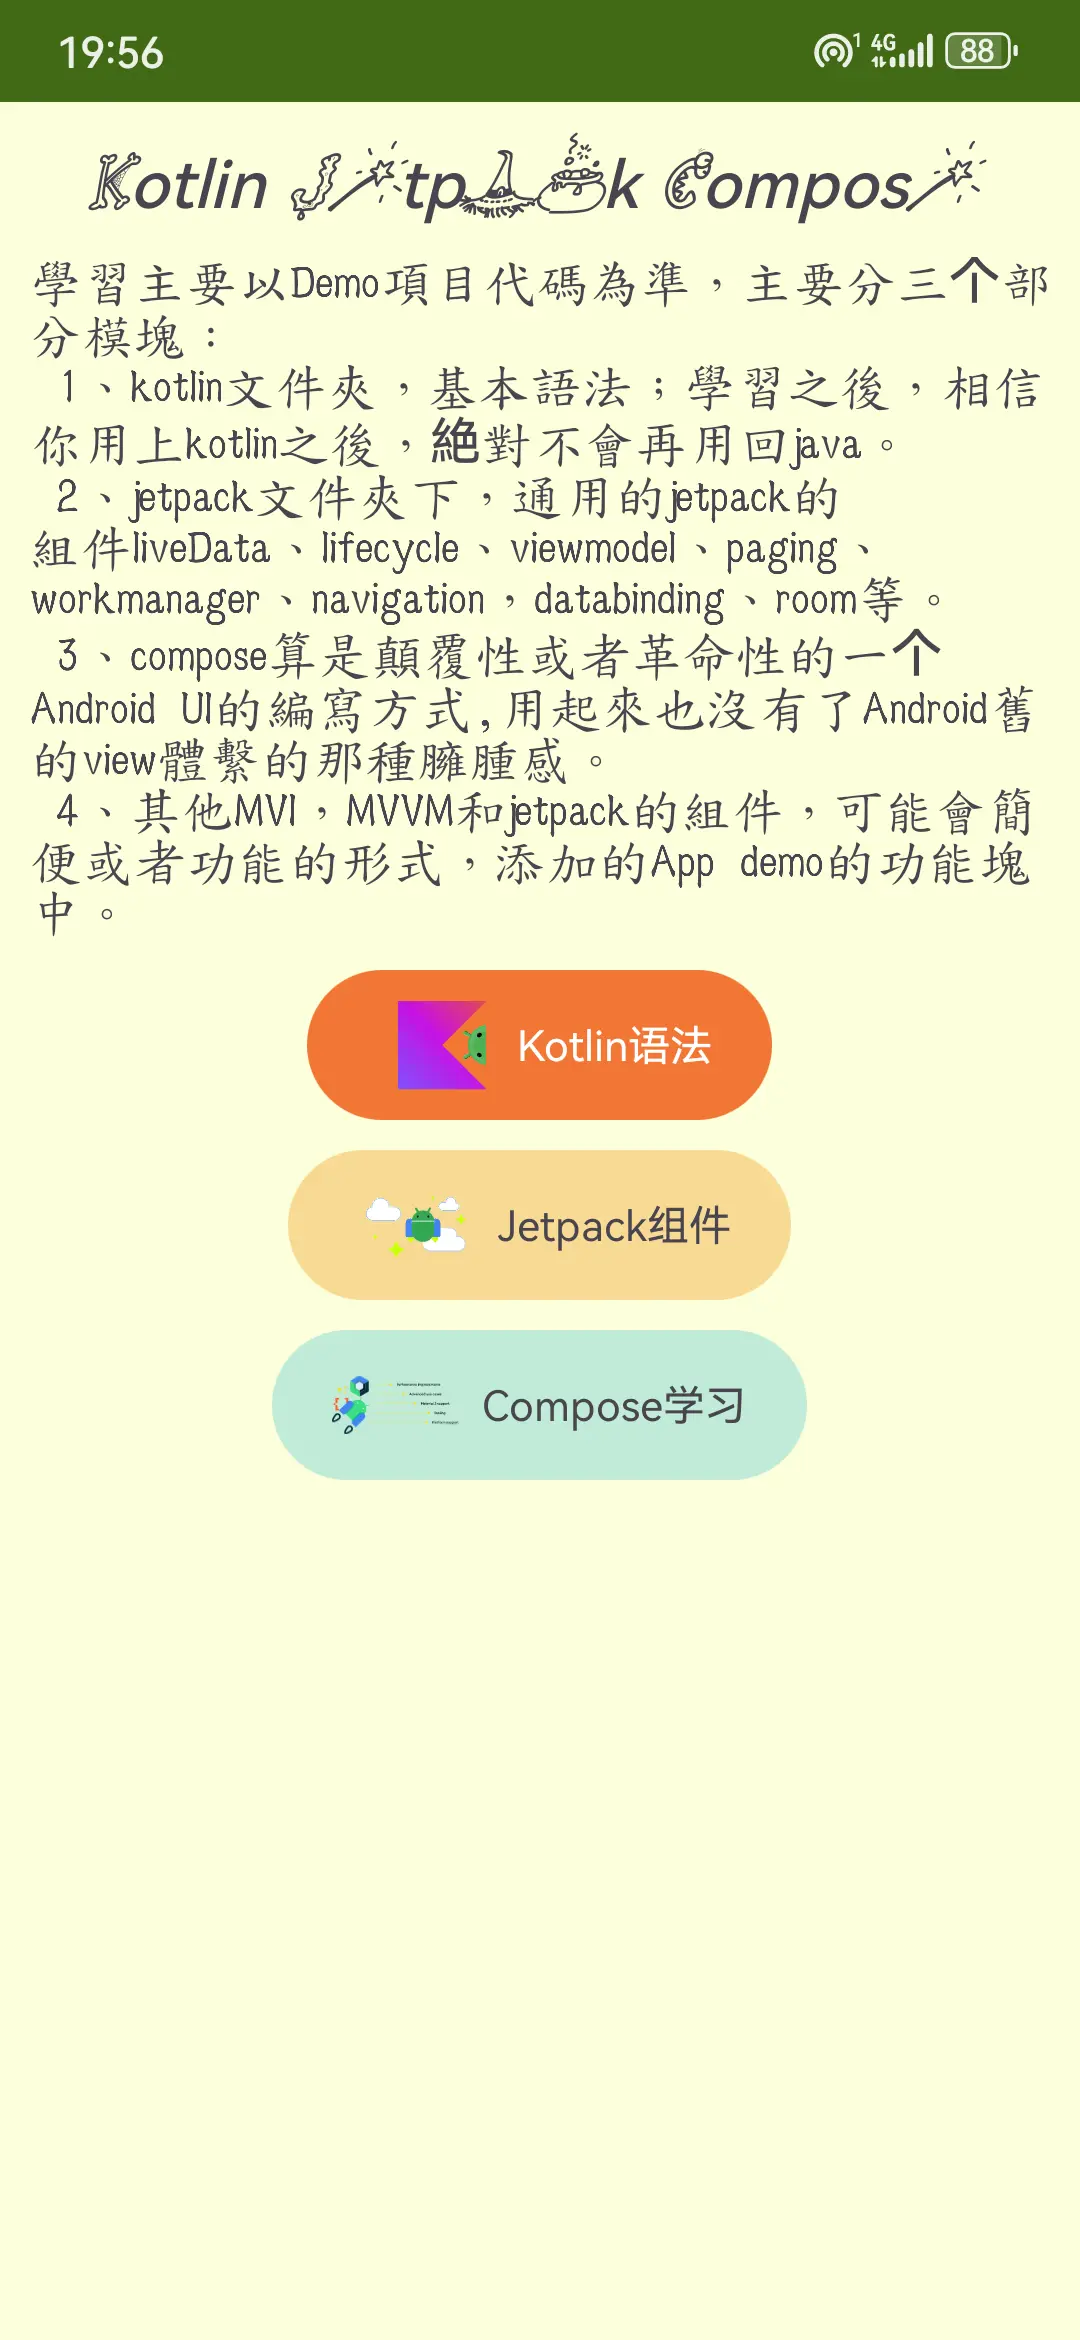 19:56
1 4G 88
Kotlin Jetpack Compose
學習主要以Demo項目代碼為準，主要分三个部
分模塊：
1、kotlin文件夾，基本語法；學習之後，相信
你用上kotlin之後，絕對不會再用回java。
2、jetpack文件夾下，通用的jetpack的
組件liveData、lifecycle、viewmodel、paging、
workmanager、navigation，databinding、room等。
3、compose算是顛覆性或者革命性的一个
Android UI的編寫方式,用起來也沒有了Android舊
的view體繫的那種臃腫感。
4、其他MVI，MVVM和jetpack的組件，可能會簡
便或者功能的形式，添加的App demo的功能塊
中。
Kotlin语法
Jetpack组件
Compose学习